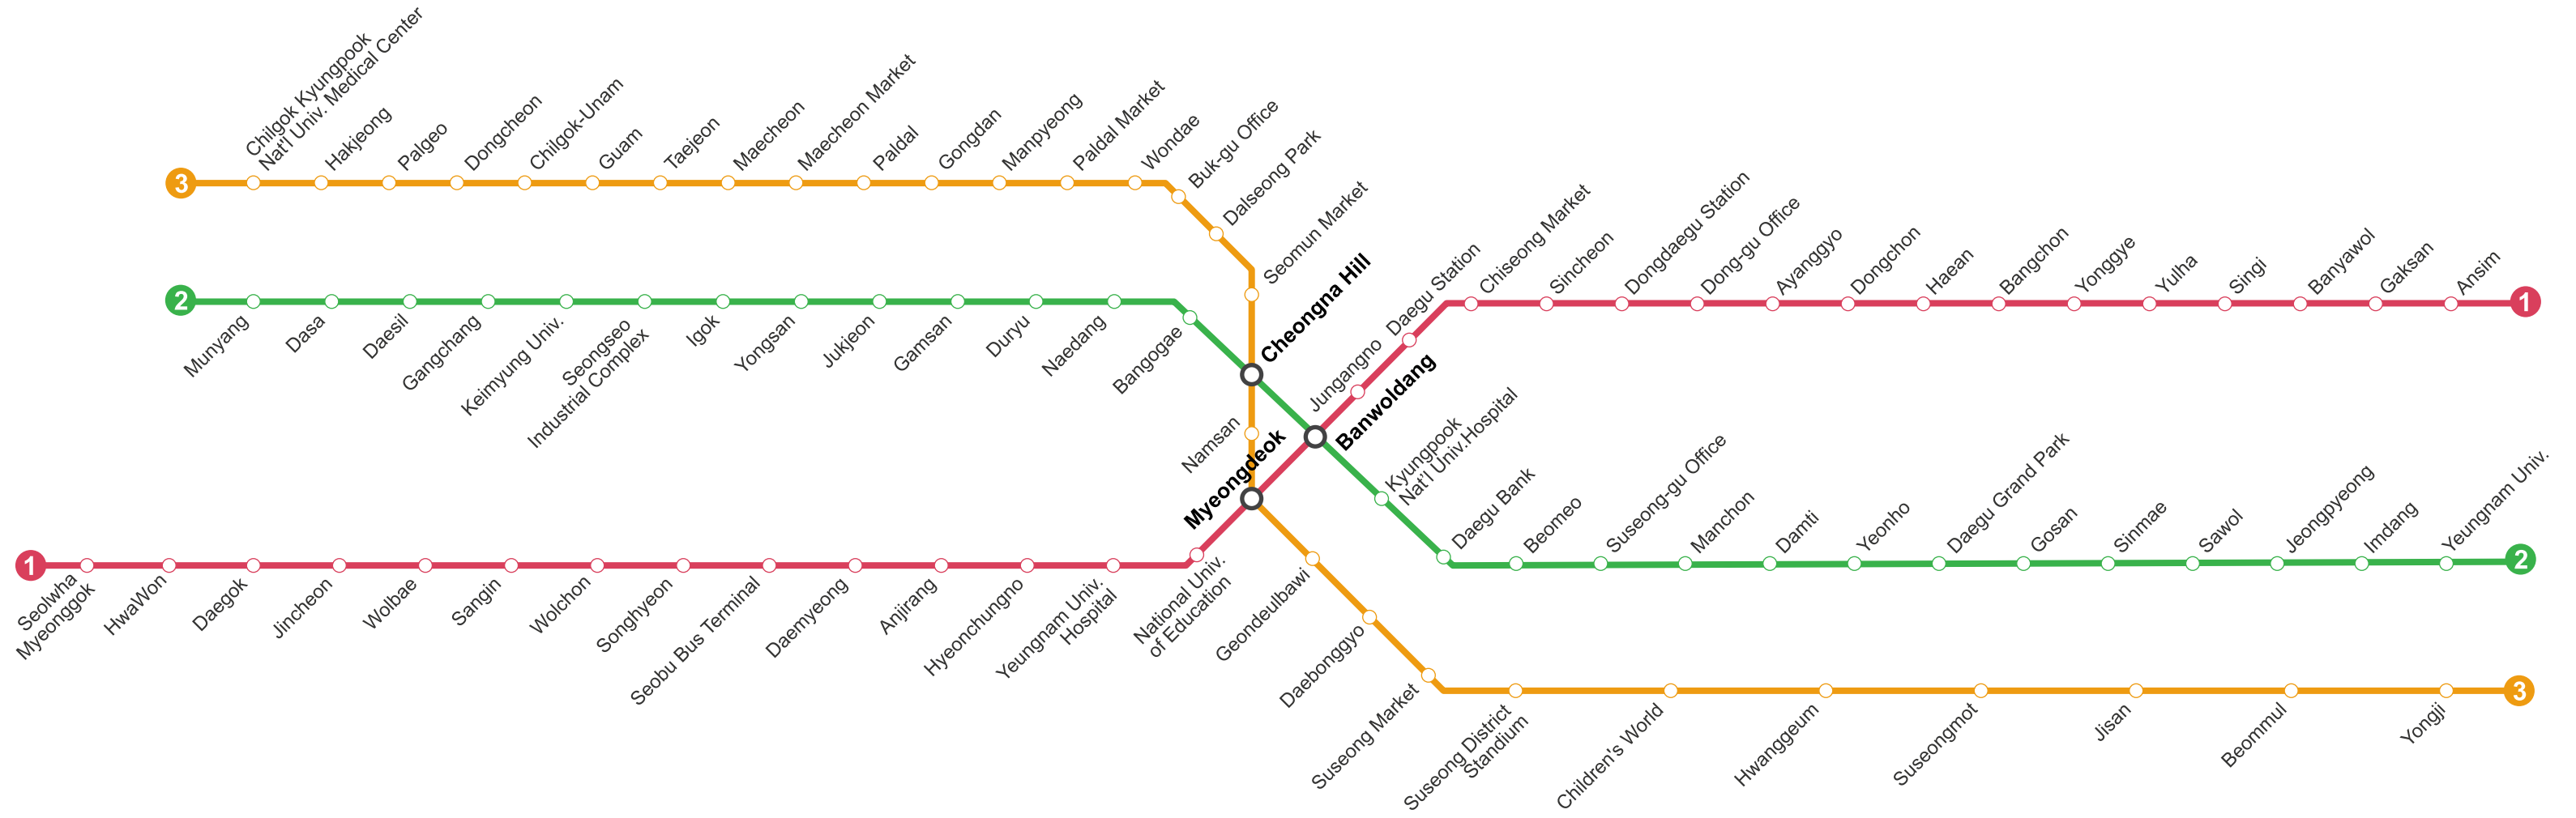 3
Chilgok Kyungpook
Nat'l Univ. Medical Center
Hakjeong
Palgeo
Dongcheon
Chilgok-Unam
Guam
Taejeon
Maecheon
Maecheon Market
Paldal
Gongdan
Manpyeong
Paldal Market
Wondae
Buk-gu Office
Dalseong Park
Seomun Market
Cheongna Hill
Namsan
Myeongdeok
Geondeulbawi
Daebonggyo
Suseong Market
Suseong District
Standium
Children's World
Hwanggeum
Suseongmot
Jisan
Beommul
Yongji
3
2
Munyang
Dasa
Daesil
Gangchang
Keimyung Univ.
Seongseo
Industrial Complex
Igok
Yongsan
Jukjeon
Gamsan
Duryu
Naedang
Bangogae
Banwoldang
Kyungpook
Nat'l Univ.Hospital
Daegu Bank
Beomeo
Suseong-gu Office
Manchon
Damti
Yeonho
Daegu Grand Park
Gosan
Sinmae
Sawol
Jeongpyeong
Imdang
Yeungnam Univ.
2
1
Seolwha
Myeonggok
HwaWon
Daegok
Jincheon
Wolbae
Sangin
Wolchon
Songhyeon
Seobu Bus Terminal
Daemyeong
Anjirang
Hyeonchungno
Yeungnam Univ.
Hospital
National Univ.
of Education
Jungangno
Daegu Station
Chiseong Market
Sincheon
Dongdaegu Station
Dong-gu Office
Ayanggyo
Dongchon
Haean
Bangchon
Yonggye
Yulha
Singi
Banyawol
Gaksan
Ansim
1